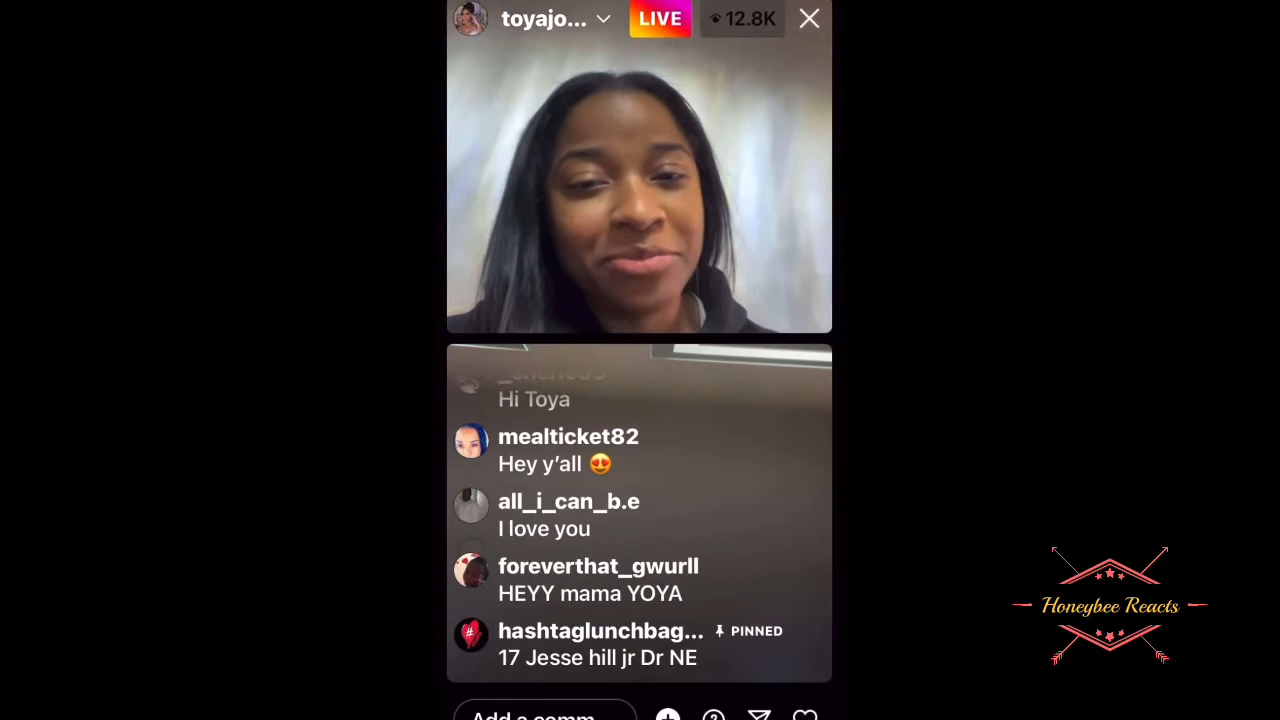 toyajo...
LIVE
12.8K
Hi Toya
mealticket82
Hey y’all 😍
all_i_can_b.e
I love you
foreverthat_gwurll
HEYY mama YOYA
hashtaglunchbag... PINNED
17 Jesse hill jr Dr NE
Add a comm
Honeybee Reacts